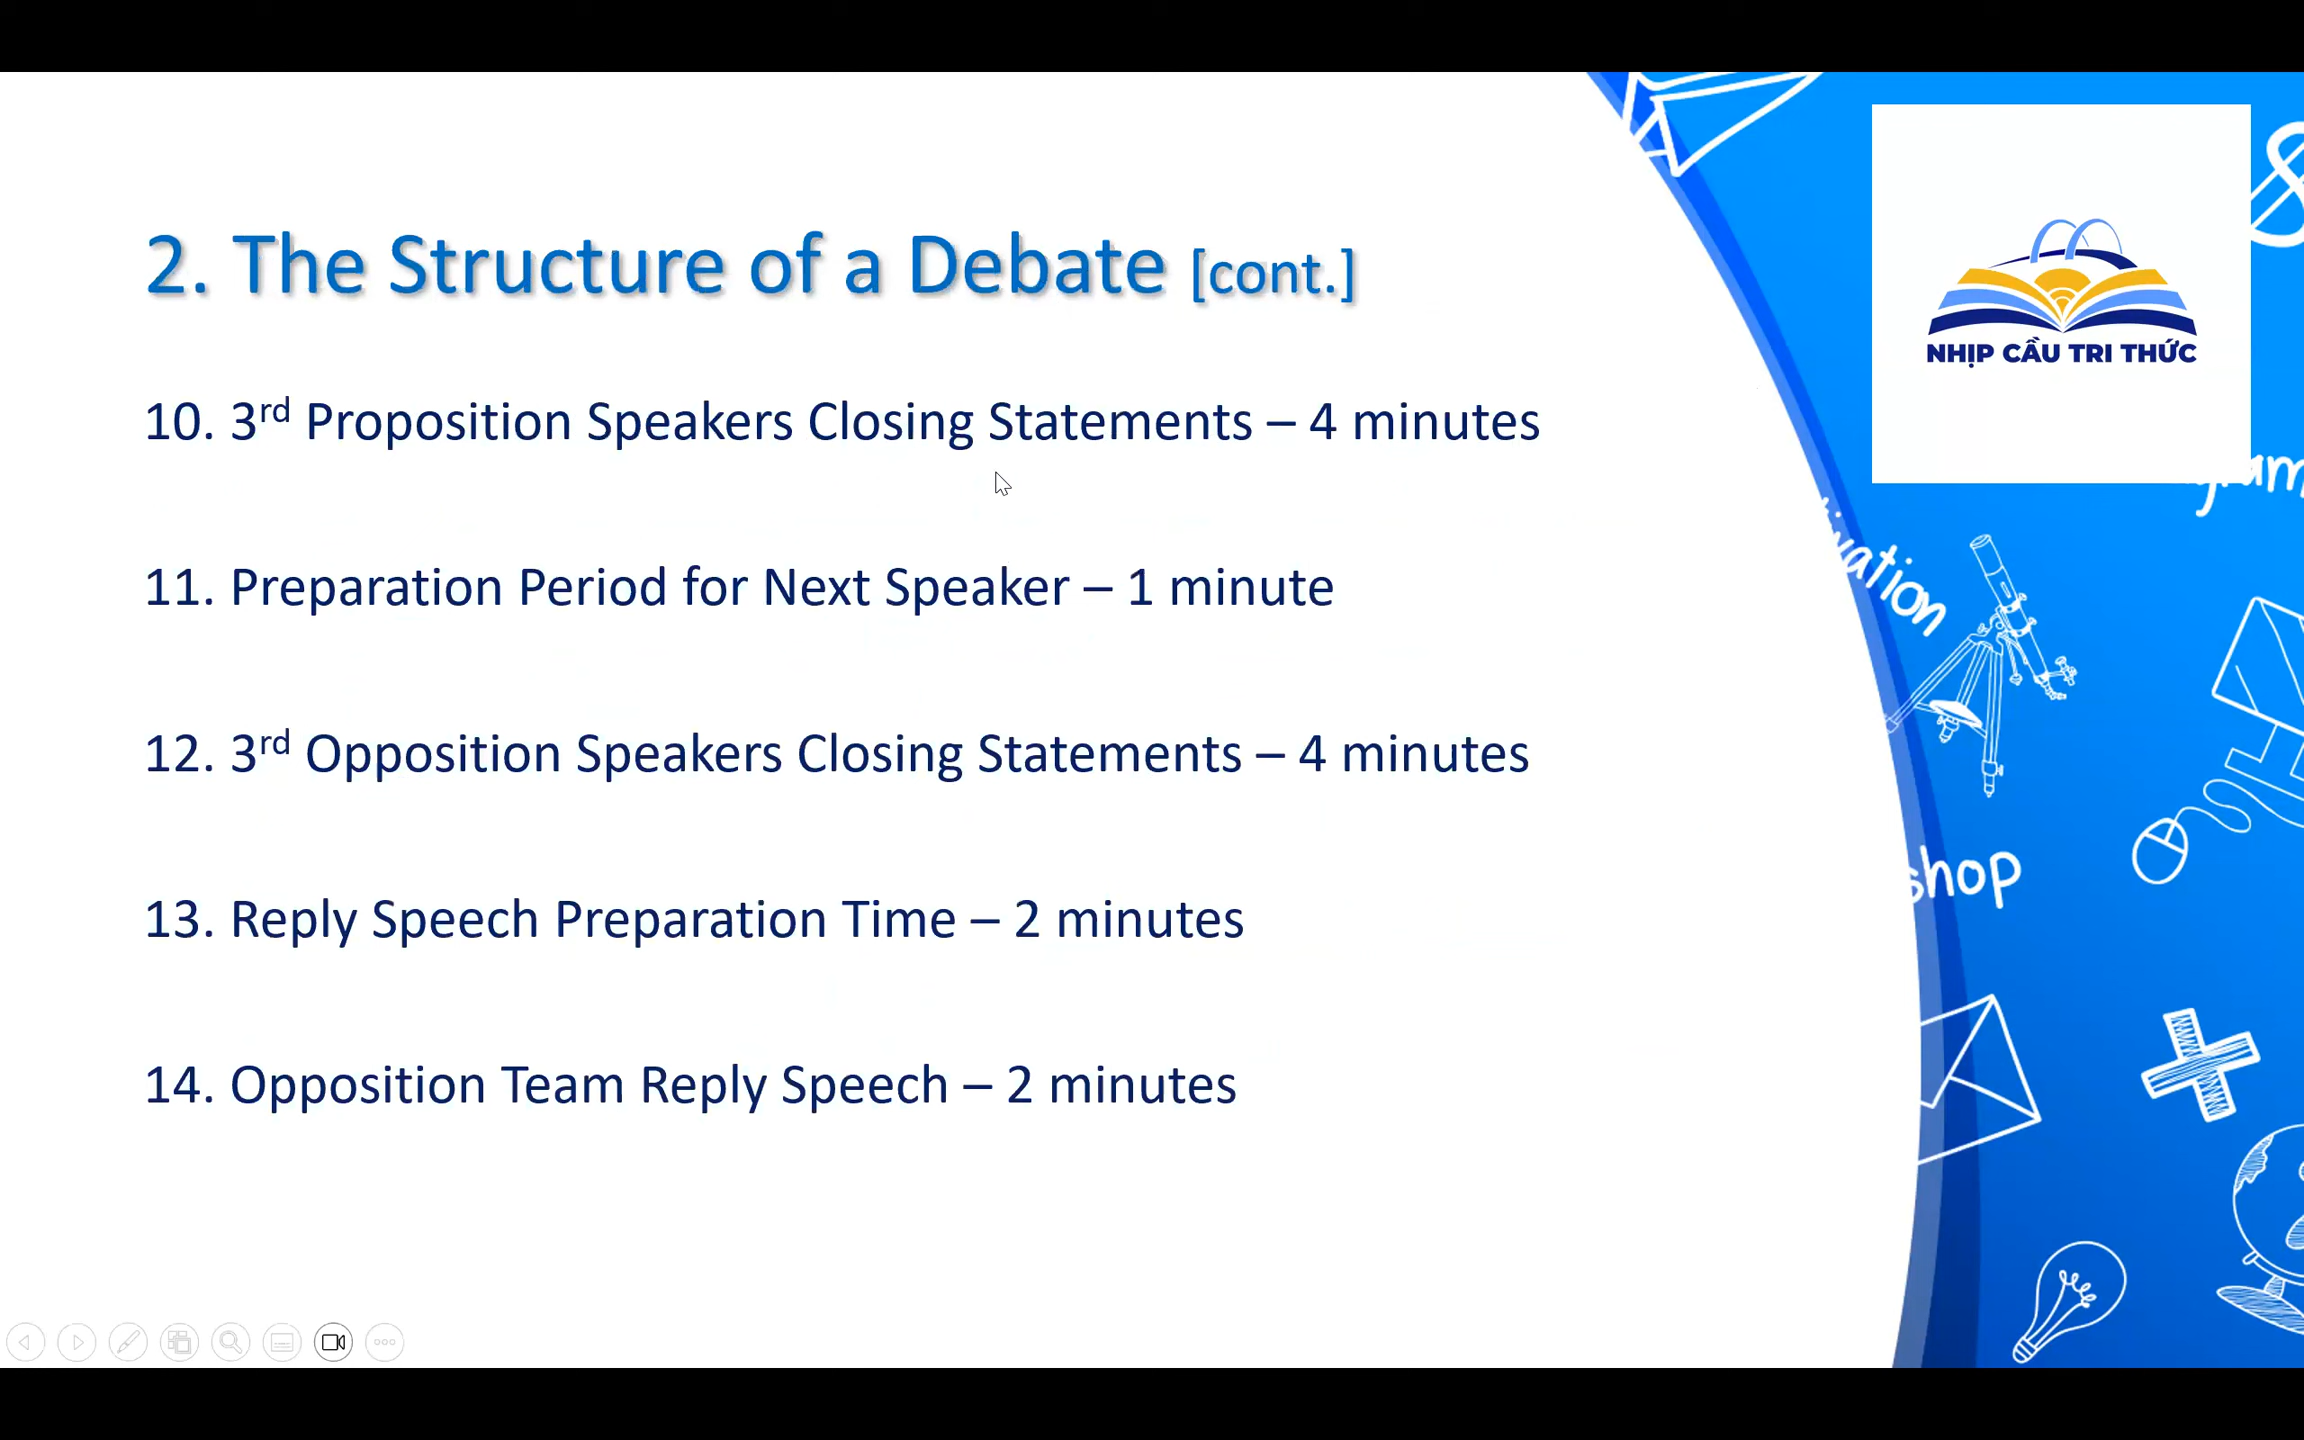 2. The Structure of a Debate [cont.]
NHỊP CẦU TRI THỨC
10. 3rd Proposition Speakers Closing Statements – 4 minutes
11. Preparation Period for Next Speaker – 1 minute
12. 3rd Opposition Speakers Closing Statements – 4 minutes
13. Reply Speech Preparation Time – 2 minutes
14. Opposition Team Reply Speech – 2 minutes